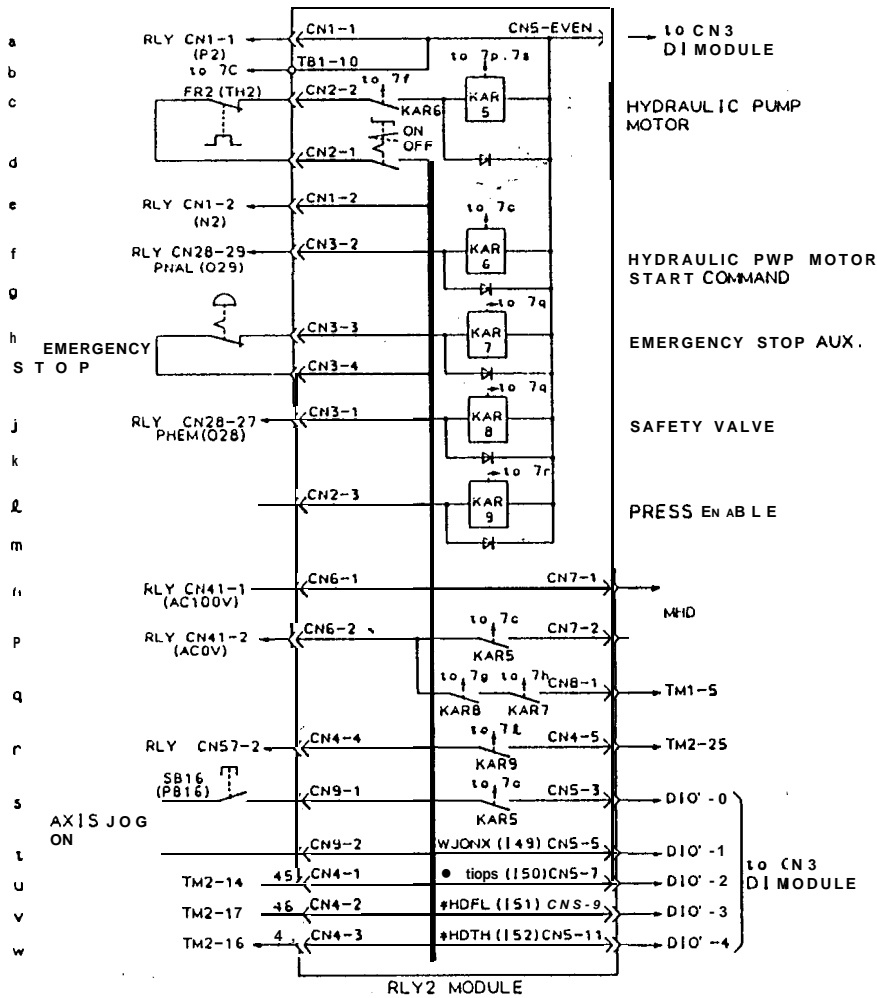 a RLY CN1-1 CN1-1 CN5-EVEN to CN3
(P2) DI MODULE
b to 7C TB1-10
to 7f to 7p.7s
c FR2 (TH2) CN2-2 KAR6 KAR 5 HYDRAULIC PUMP
MOTOR
ON
OFF
d CN2-1
e RLY CN1-2 CN1-2
(N2) to 7c
f RLY CN28-29 CN3-2 KAR 6 HYDRAULIC PWP MOTOR
PNAL (O29) START COMMAND
g
to 7q
h CN3-3 KAR 7 EMERGENCY STOP AUX.
EMERGENCY
STOP CN3-4
to 7q
j RLY CN28-27 CN3-1 KAR 8 SAFETY VALVE
PHEM(O28)
k
to 7r
ℓ CN2-3 KAR 9 PRESS EnABLE
m
n RLY CN41-1 CN6-1 CN7-1
(AC100V) MHD
to 7c
p RLY CN41-2 CN6-2 CN7-2
(AC0V) KAR5
to 7g to 7h CN8-1
q TM1-5
KAR8 KAR7
to 7ℓ
r RLY CN57-2 CN4-4 CN4-5 TM2-25
KAR9
SB16 to 7c
(PB16)
s CN9-1 CN5-3 DIO'-0
KAR5
AXIS JOG
ON
t CN9-2 WJONX (I49) CN5-5 DIO'-1
to CN3
DI MODULE
u TM2-14 45 CN4-1 • tiops (I50)CN5-7 DIO'-2
v TM2-17 46 CN4-2 *HDFL (I51) CNS-9 DIO'-3
w TM2-16 4 CN4-3 *HDTH (I52)CN5-11 DIO'-4
RLY2 MODULE